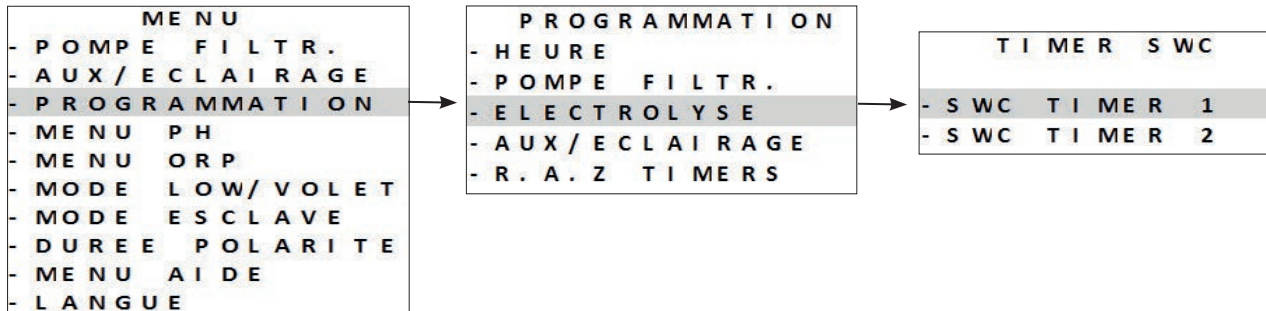 MENU
- POMPE FILTR.
- AUX/ECLAIRAGE
- PROGRAMMATION
- MENU PH
- MENU ORP
- MODE LOW/VOLET
- MODE ESCLAVE
- DUREE POLARITE
- MENU AIDE
- LANGUE
PROGRAMMATION
- HEURE
- POMPE FILTR.
- ELECTROLYSE
- AUX/ECLAIRAGE
- R.A.Z TIMERS
TIMER SWC
- SWC TIMER 1
- SWC TIMER 2